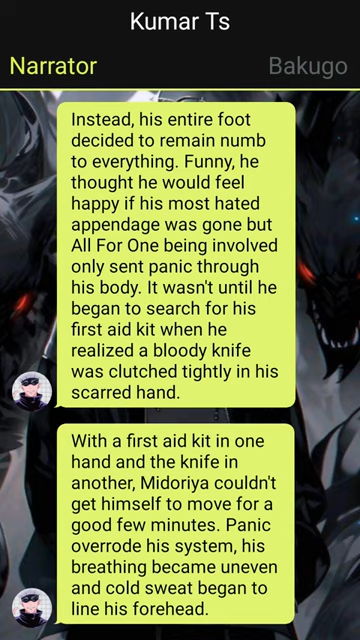 Kumar Ts
Narrator
Bakugo
Instead, his entire foot
decided to remain numb
to everything. Funny, he
thought he would feel
happy if his most hated
appendage was gone but
All For One being involved
only sent panic through
his body. It wasn't until he
began to search for his
first aid kit when he
realized a bloody knife
was clutched tightly in his
scarred hand.
With a first aid kit in one
hand and the knife in
another, Midoriya couldn't
get himself to move for a
good few minutes. Panic
overrode his system, his
breathing became uneven
and cold sweat began to
line his forehead.